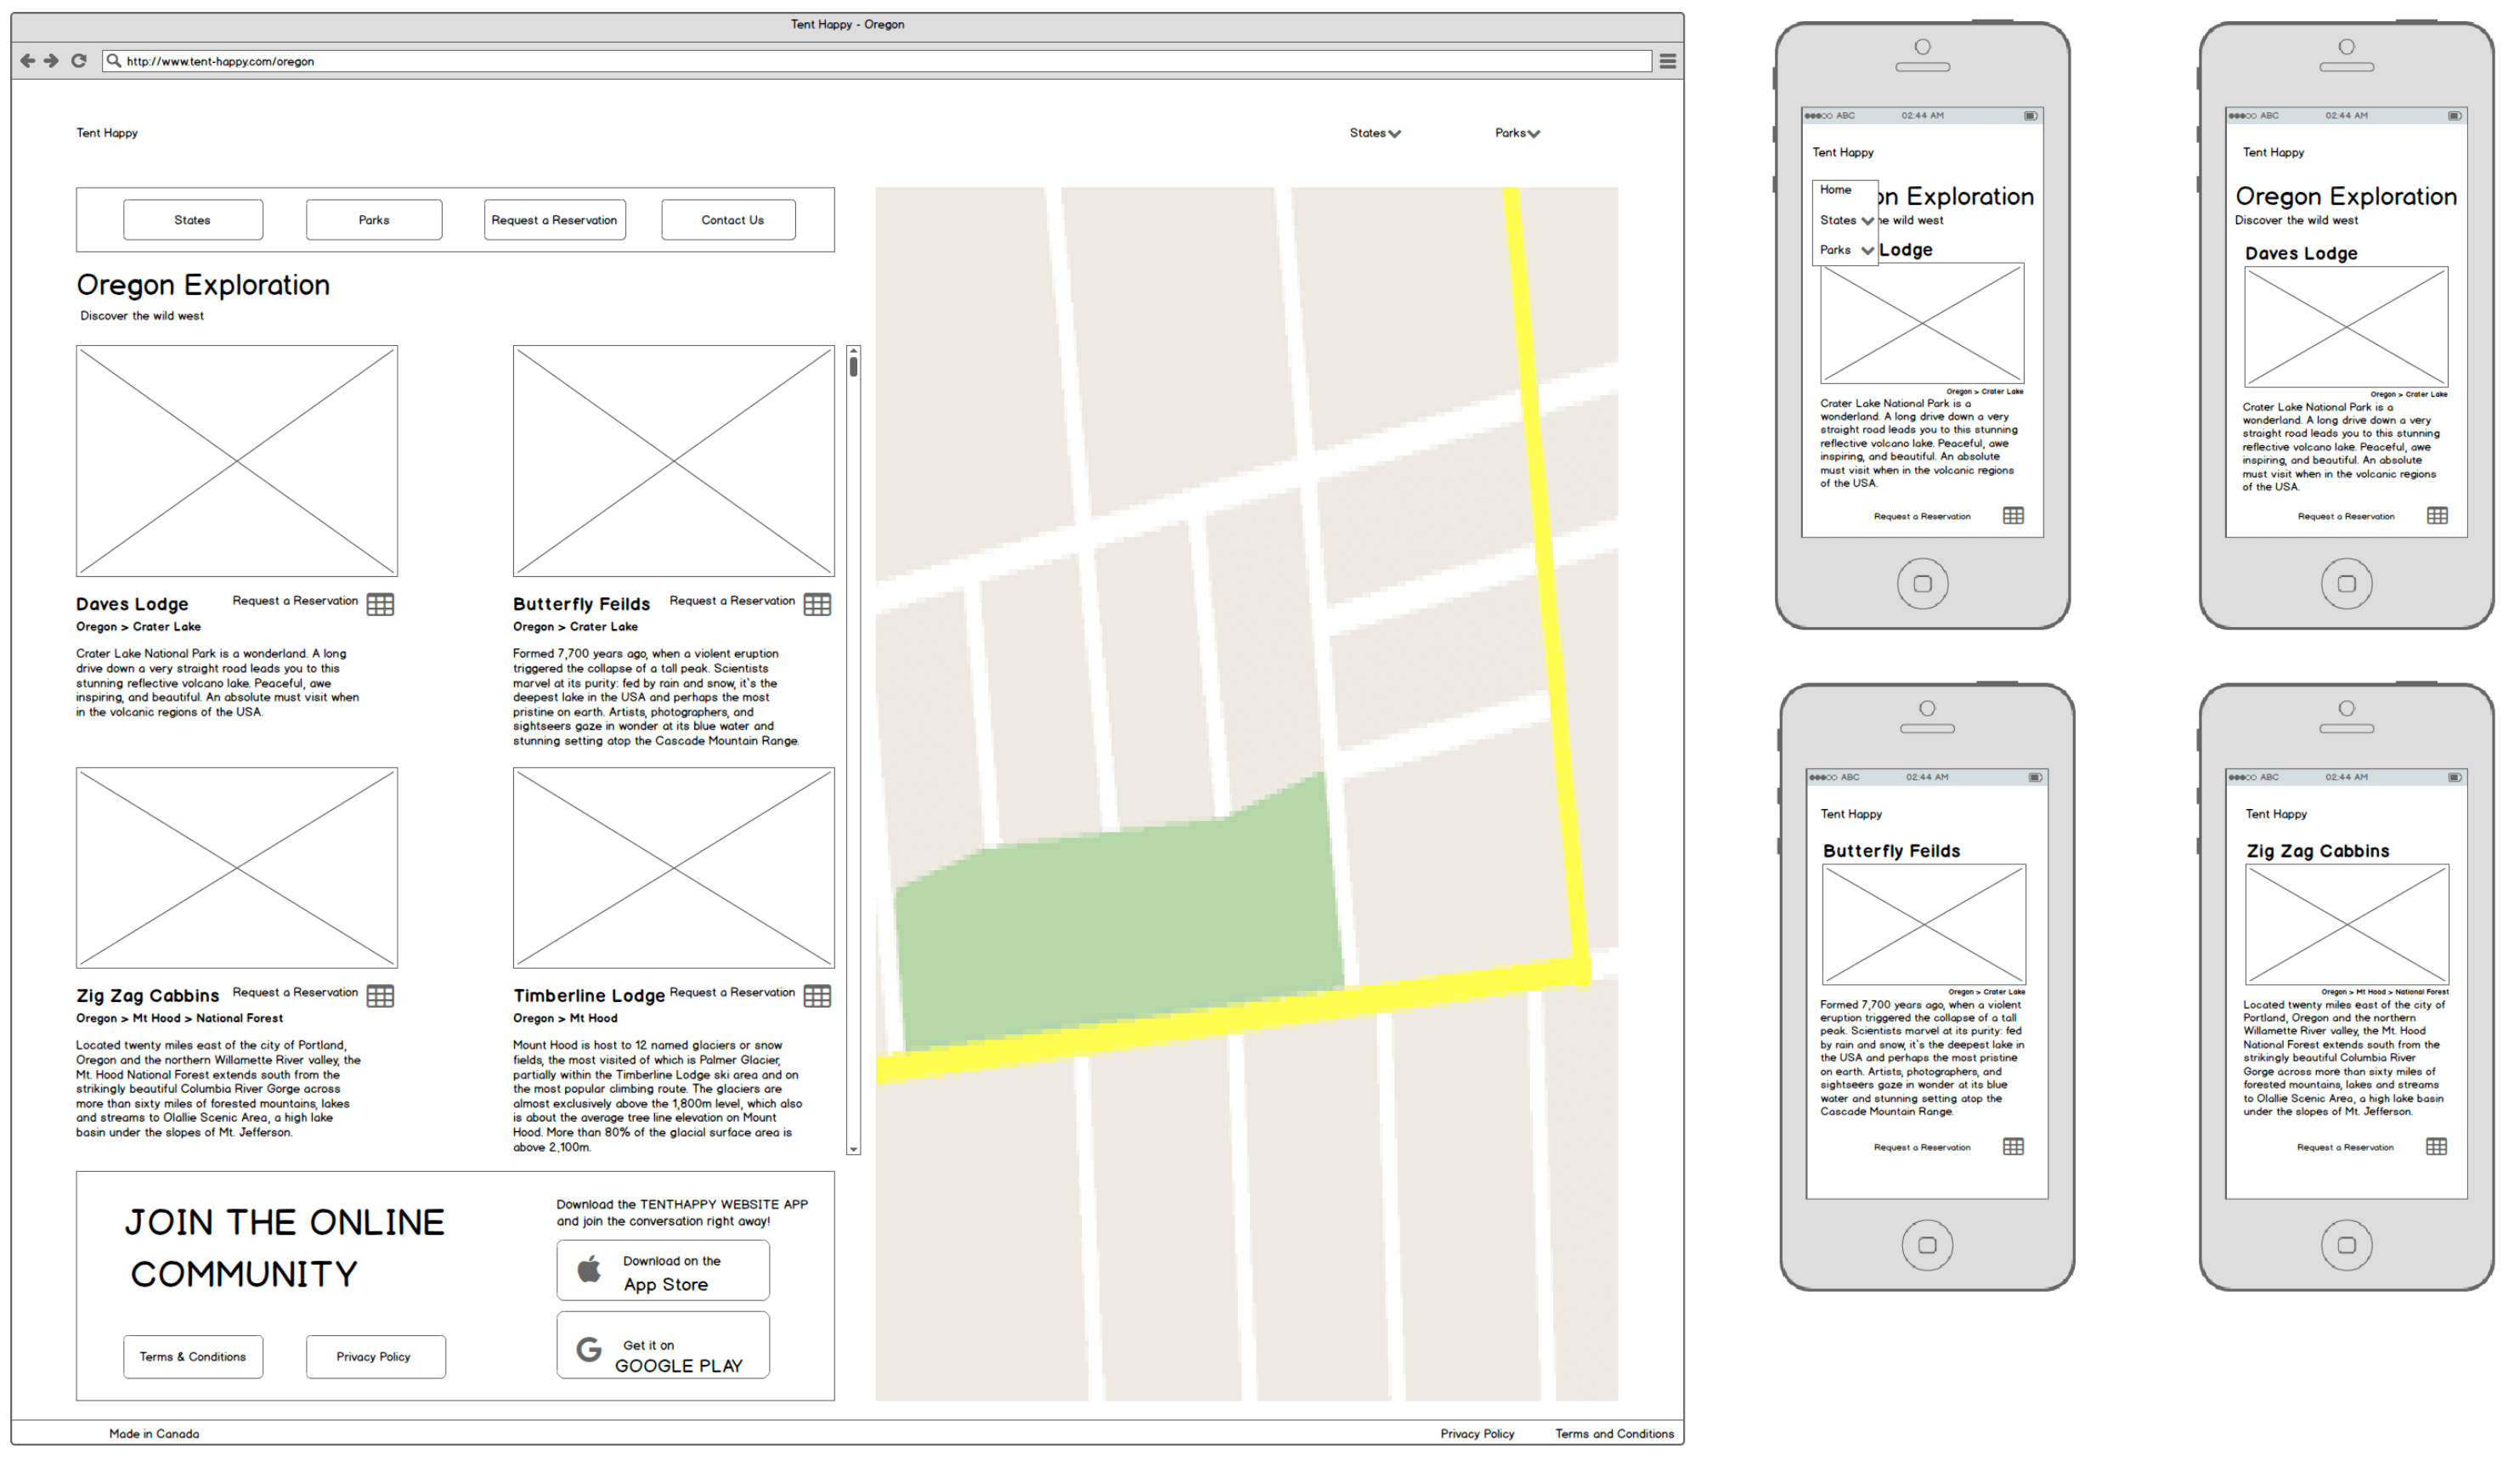 Tent Happy - Oregon
http://www.tent-happy.com/oregon
Tent Happy
States
Parks
States
Parks
Request a Reservation
Contact Us
Oregon Exploration
Discover the wild west
Daves Lodge
Request a Reservation
Oregon > Crater Lake
Crater Lake National Park is a wonderland. A long
drive down a very straight road leads you to this
stunning reflective volcano lake. Peaceful, awe
inspiring, and beautiful. An absolute must visit when
in the volcanic regions of the USA.
Butterfly Feilds
Request a Reservation
Oregon > Crater Lake
Formed 7,700 years ago, when a violent eruption
triggered the collapse of a tall peak. Scientists
marvel at its purity: fed by rain and snow, it`s the
deepest lake in the USA and perhaps the most
pristine on earth. Artists, photographers, and
sightseers gaze in wonder at its blue water and
stunning setting atop the Cascade Mountain Range.
Zig Zag Cabbins
Request a Reservation
Oregon > Mt Hood > National Forest
Located twenty miles east of the city of Portland,
Oregon and the northern Willamette River valley, the
Mt. Hood National Forest extends south from the
strikingly beautiful Columbia River Gorge across
more than sixty miles of forested mountains, lakes
and streams to Olallie Scenic Area, a high lake
basin under the slopes of Mt. Jefferson.
Timberline Lodge
Request a Reservation
Oregon > Mt Hood
Mount Hood is host to 12 named glaciers or snow
fields, the most visited of which is Palmer Glacier,
partially within the Timberline Lodge ski area and on
the most popular climbing route. The glaciers are
almost exclusively above the 1,800m level, which also
is about the average tree line elevation on Mount
Hood. More than 80% of the glacial surface area is
above 2,100m.
JOIN THE ONLINE
COMMUNITY
Terms & Conditions
Privacy Policy
Download the TENTHAPPY WEBSITE APP
and join the conversation right away!
Download on the
App Store
Get it on
GOOGLE PLAY
Made in Canada
Privacy Policy
Terms and Conditions
ABC
02:44 AM
Tent Happy
Home
States
Parks
on Exploration
he wild west
Lodge
Oregon > Crater Lake
Crater Lake National Park is a
wonderland. A long drive down a very
straight road leads you to this stunning
reflective volcano lake. Peaceful, awe
inspiring, and beautiful. An absolute
must visit when in the volcanic regions
of the USA.
Request a Reservation
ABC
02:44 AM
Tent Happy
Oregon Exploration
Discover the wild west
Daves Lodge
Oregon > Crater Lake
Crater Lake National Park is a
wonderland. A long drive down a very
straight road leads you to this stunning
reflective volcano lake. Peaceful, awe
inspiring, and beautiful. An absolute
must visit when in the volcanic regions
of the USA.
Request a Reservation
ABC
02:44 AM
Tent Happy
Butterfly Feilds
Oregon > Crater Lake
Formed 7,700 years ago, when a violent
eruption triggered the collapse of a tall
peak. Scientists marvel at its purity: fed
by rain and snow, it`s the deepest lake in
the USA and perhaps the most pristine
on earth. Artists, photographers, and
sightseers gaze in wonder at its blue
water and stunning setting atop the
Cascade Mountain Range.
Request a Reservation
ABC
02:44 AM
Tent Happy
Zig Zag Cabbins
Oregon > Mt Hood > National Forest
Located twenty miles east of the city of
Portland, Oregon and the northern
Willamette River valley, the Mt. Hood
National Forest extends south from the
strikingly beautiful Columbia River
Gorge across more than sixty miles of
forested mountains, lakes and streams
to Olallie Scenic Area, a high lake basin
under the slopes of Mt. Jefferson.
Request a Reservation